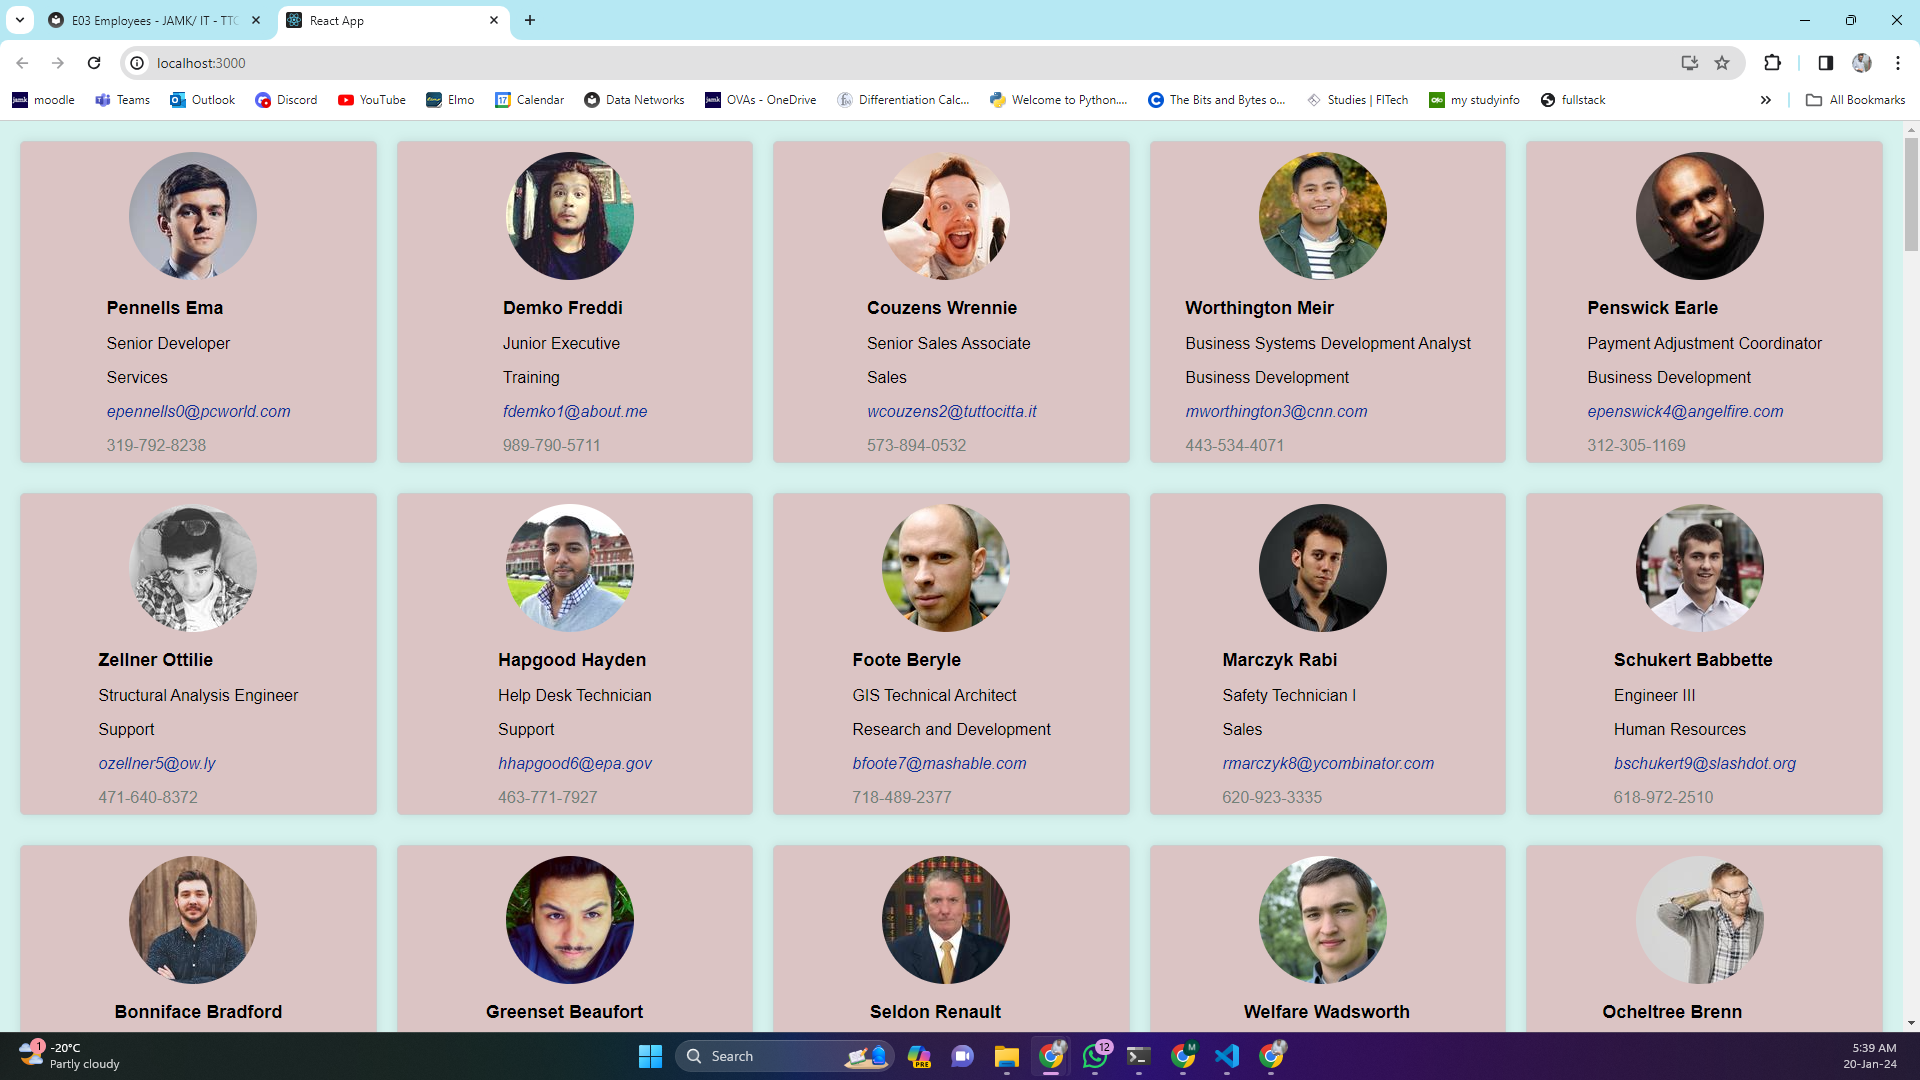 E03 Employees - JAMK/ IT - TTC
React App
localhost:3000
moodle
Teams
Outlook
Discord
YouTube
Elmo
Calendar
Data Networks
OVAs - OneDrive
Differentiation Calc...
Welcome to Python....
The Bits and Bytes o...
Studies | FITech
my studyinfo
fullstack
All Bookmarks
Pennells Ema
Senior Developer
Services
epennells0@pcworld.com
319-792-8238
Demko Freddi
Junior Executive
Training
fdemko1@about.me
989-790-5711
Couzens Wrennie
Senior Sales Associate
Sales
wcouzens2@tuttocitta.it
573-894-0532
Worthington Meir
Business Systems Development Analyst
Business Development
mworthington3@cnn.com
443-534-4071
Penswick Earle
Payment Adjustment Coordinator
Business Development
epenswick4@angelfire.com
312-305-1169
Zellner Ottilie
Structural Analysis Engineer
Support
ozellner5@ow.ly
471-640-8372
Hapgood Hayden
Help Desk Technician
Support
hhapgood6@epa.gov
463-771-7927
Foote Beryle
GIS Technical Architect
Research and Development
bfoote7@mashable.com
718-489-2377
Marczyk Rabi
Safety Technician I
Sales
rmarczyk8@ycombinator.com
620-923-3335
Schukert Babbette
Engineer III
Human Resources
bschukert9@slashdot.org
618-972-2510
Bonniface Bradford
Greenset Beaufort
Seldon Renault
Welfare Wadsworth
Ocheltree Brenn
1
-20°C
Partly cloudy
Search
PRE
12
M
5:39 AM
20-Jan-24